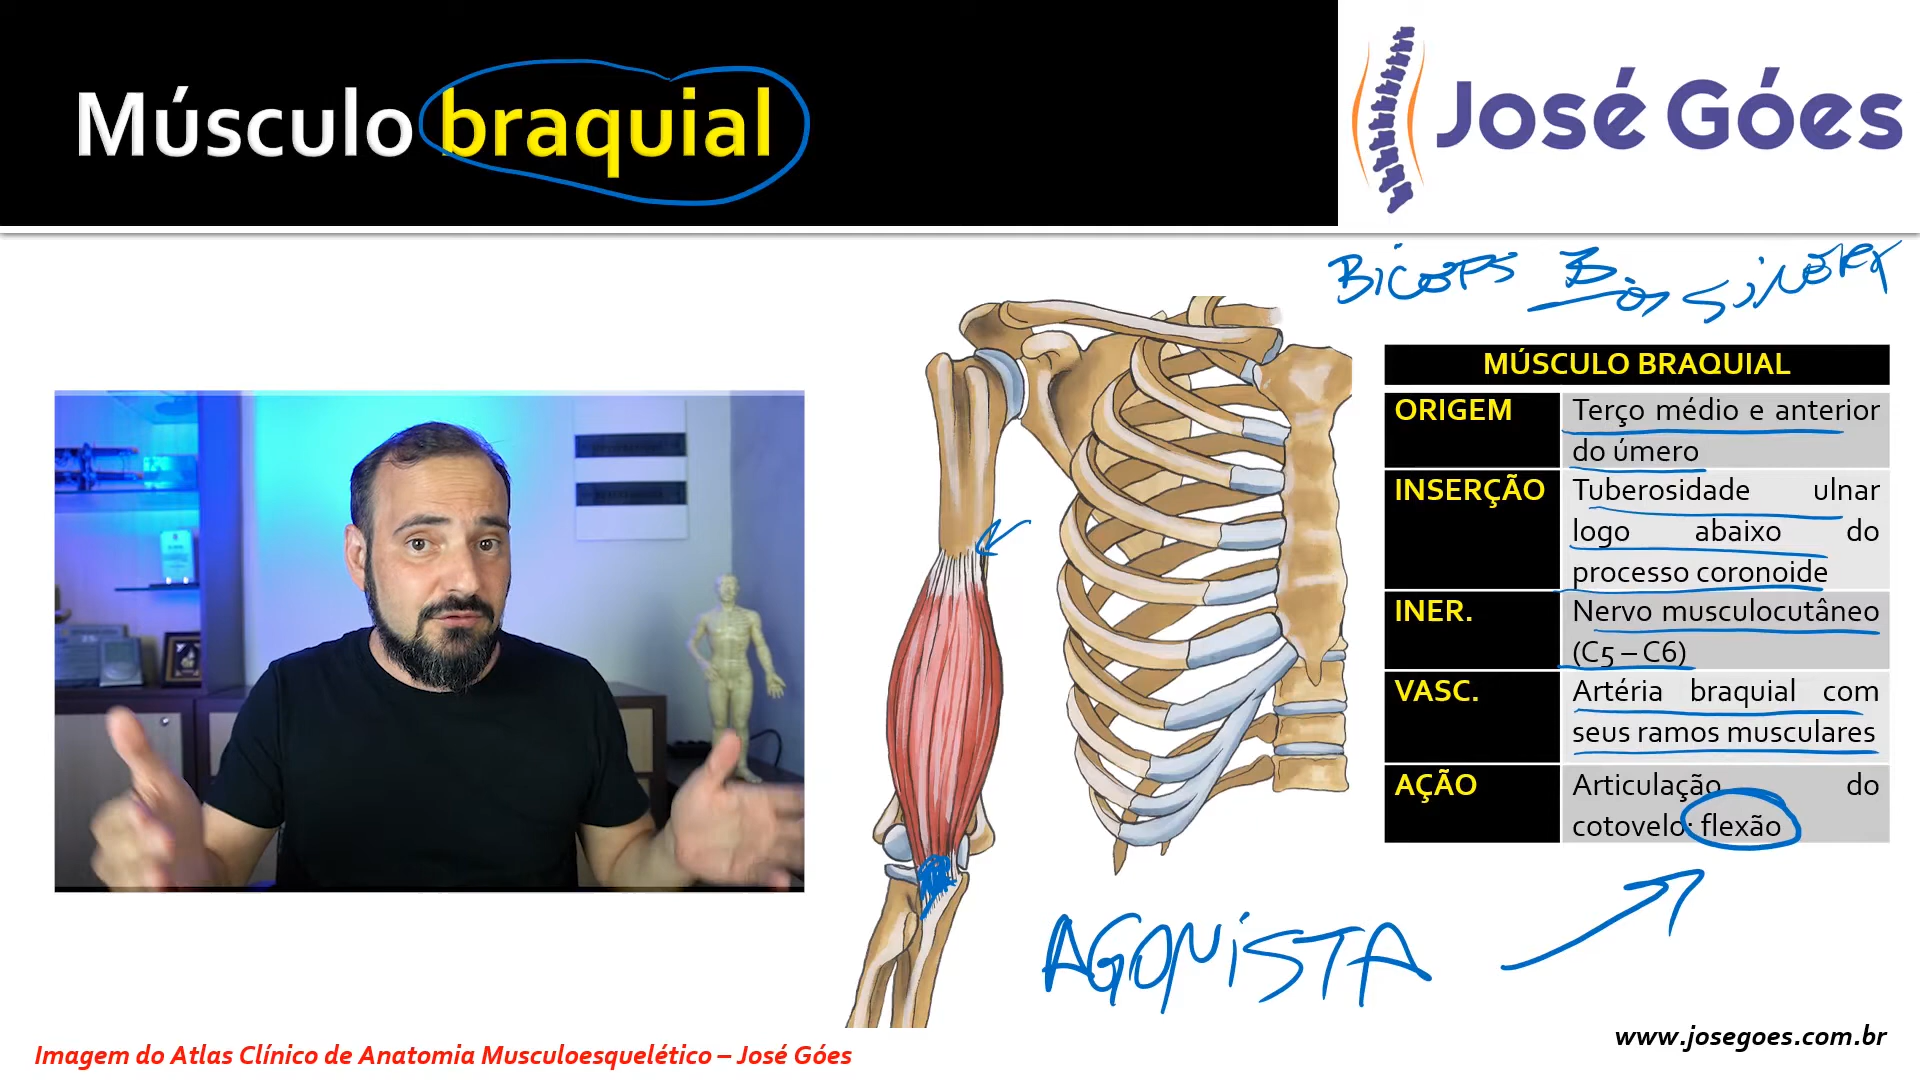 Músculo braquial
José Góes
BICEPS B
MÚSCULO BRAQUIAL
ORIGEM
Terço médio e anterior
do úmero
INSERÇÃO
Tuberosidade ulnar
logo abaixo do
processo coronoide
INER.
Nervo musculocutâneo
(C5 – C6)
VASC.
Artéria braquial com
seus ramos musculares
AÇÃO
Articulação do
cotovelo: flexão
AGONISTA
www.josegoes.com.br
Imagem do Atlas Clínico de Anatomia Musculoesquelético – José Góes